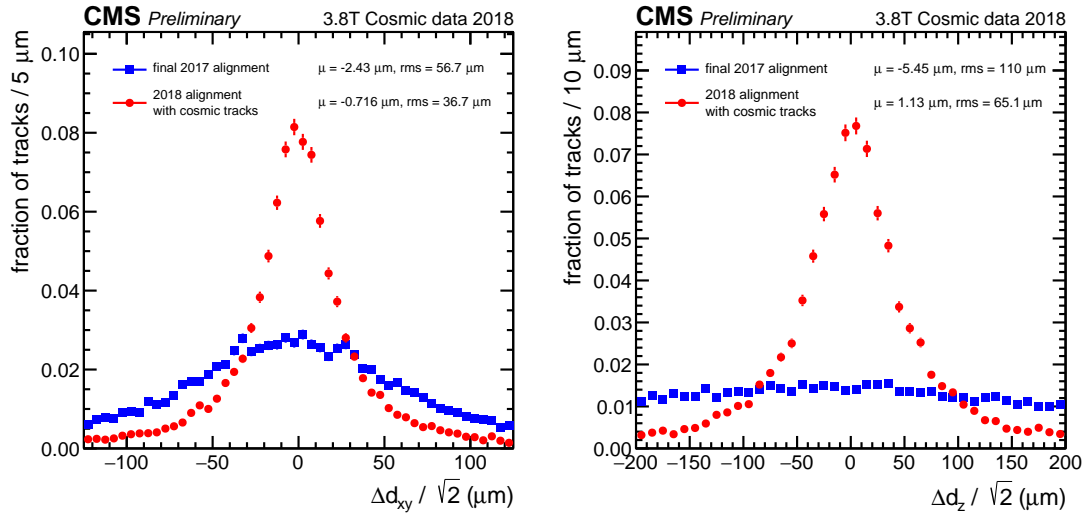 CMS Preliminary 3.8T Cosmic data 2018
fraction of tracks / 5 μm
0.10
0.08
0.06
0.04
0.02
0.00
final 2017 alignment
μ = -2.43 μm, rms = 56.7 μm
2018 alignment
with cosmic tracks
μ = -0.716 μm, rms = 36.7 μm
−100 −50 0 50 100
Δd_xy / √2 (μm)
CMS Preliminary 3.8T Cosmic data 2018
fraction of tracks / 10 μm
0.09
0.08
0.07
0.06
0.05
0.04
0.03
0.02
0.01
0.00
final 2017 alignment
μ = -5.45 μm, rms = 110 μm
2018 alignment
with cosmic tracks
μ = 1.13 μm, rms = 65.1 μm
−200 −150 −100 −50 0 50 100 150 200
Δd_z / √2 (μm)